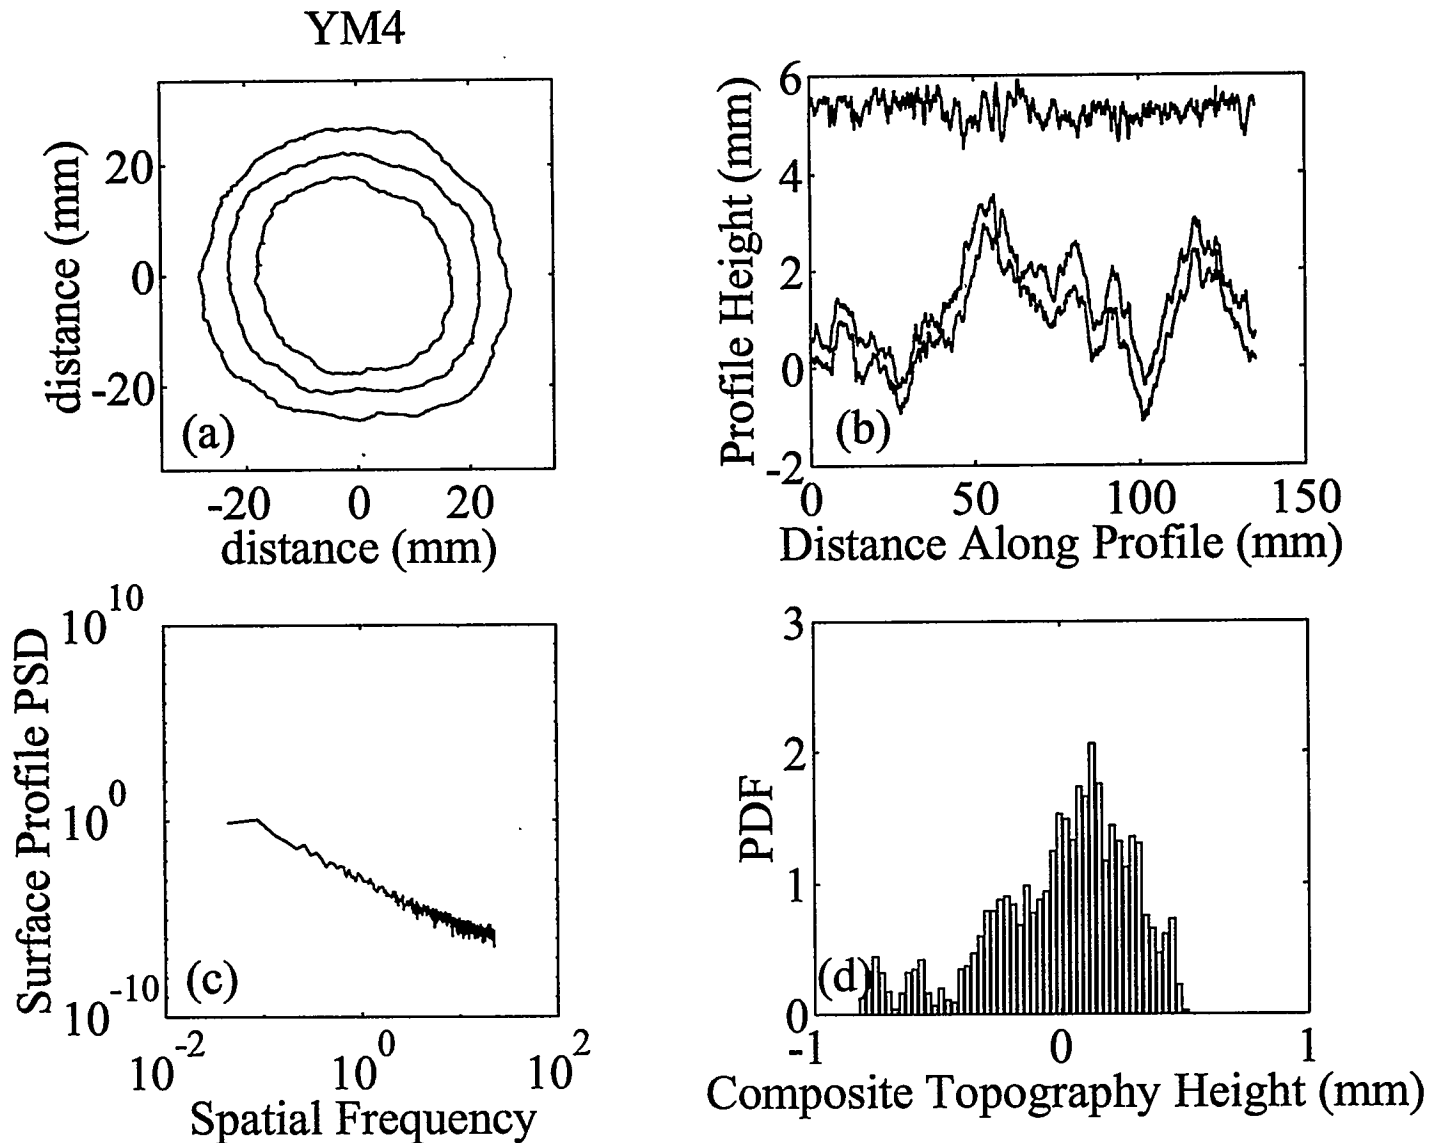 YM4
distance (mm)
20
0
-20
(a)
-20 0 20
distance (mm)
Profile Height (mm)
6
4
2
0
-2
(b)
0 50 100 150
Distance Along Profile (mm)
Surface Profile PSD
10^10
10^0
10^-10
(c)
10^-2 10^0 10^2
Spatial Frequency
PDF
3
2
1
0
(d)
-1 0 1
Composite Topography Height (mm)